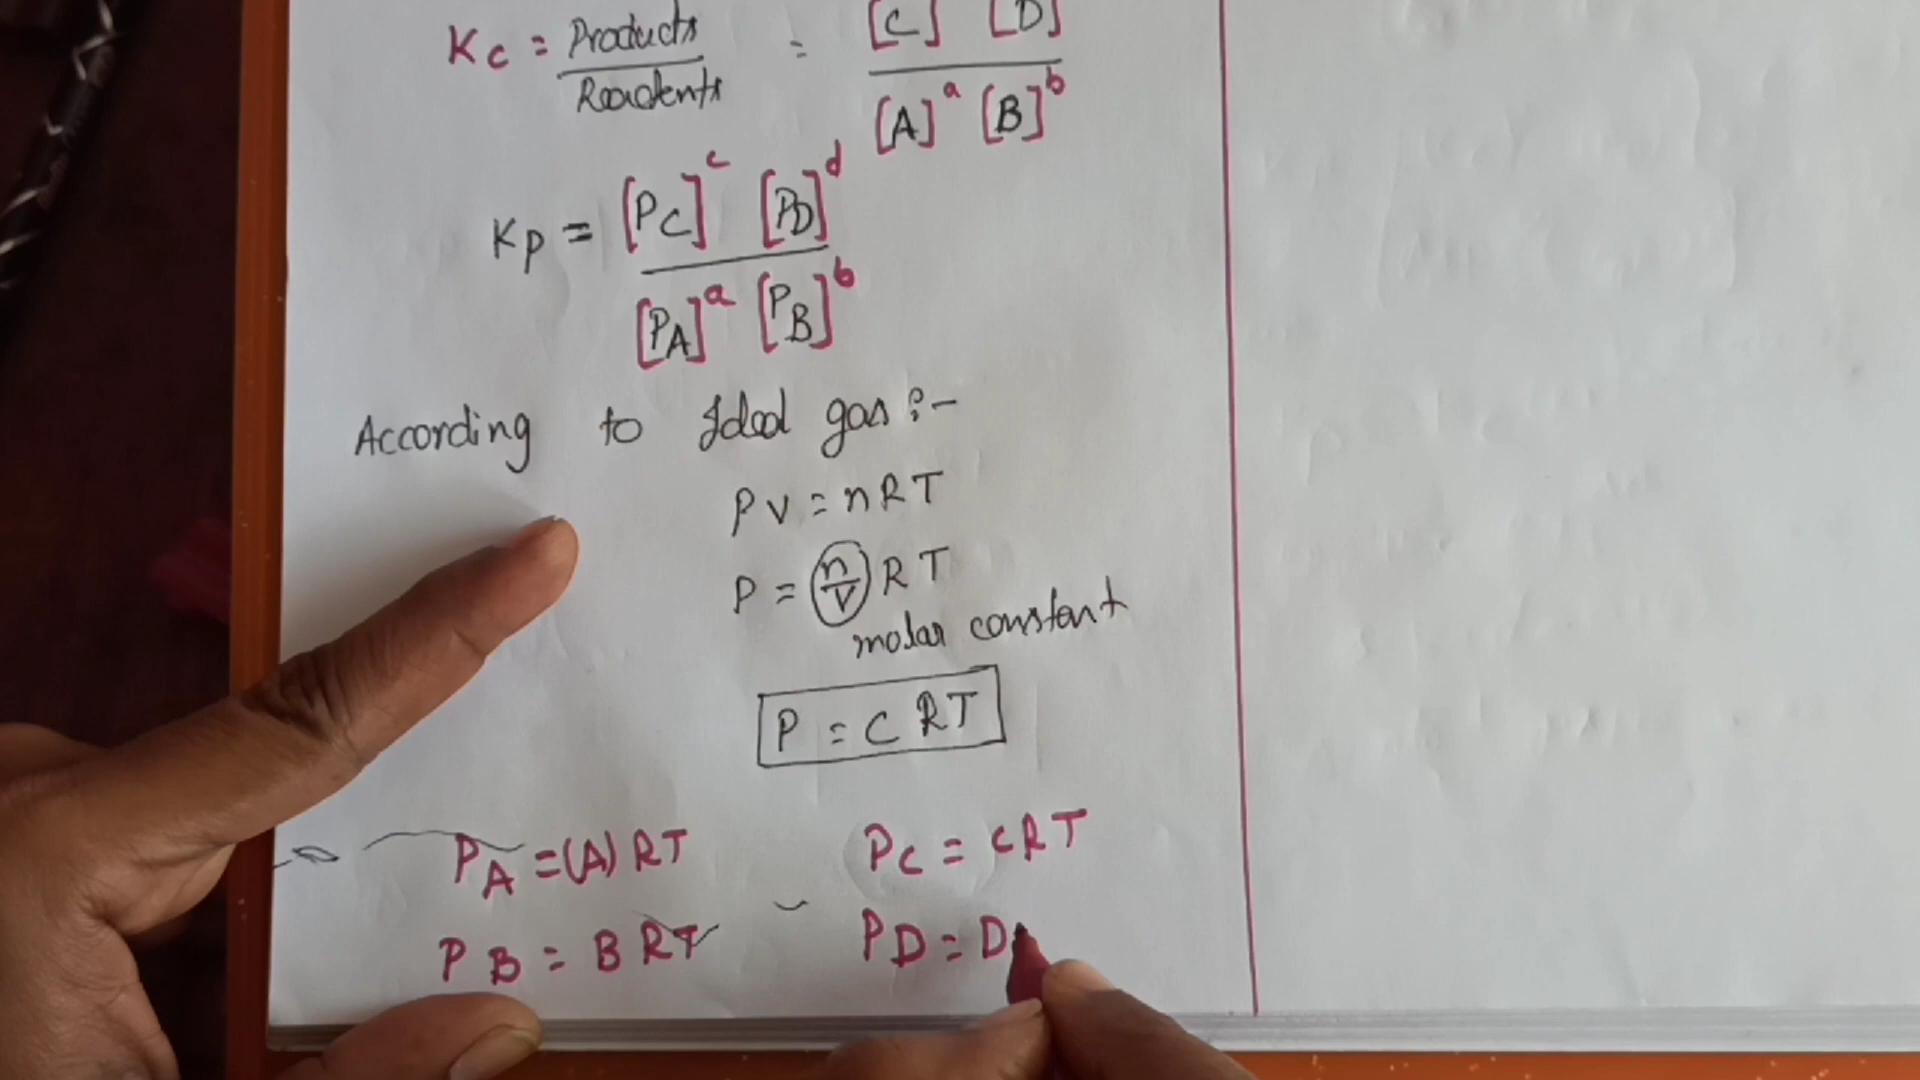 Kc = Products / Reactents = [C] [D] / [A]^a [B]^b
Kp = [PC]^c [PD]^d / [PA]^a [PB]^b
According to Ideal gas :-
PV = nRT
P = n/V RT
molar constant
P = C RT
PA = (A) RT PC = CRT
PB = B RT PD = D